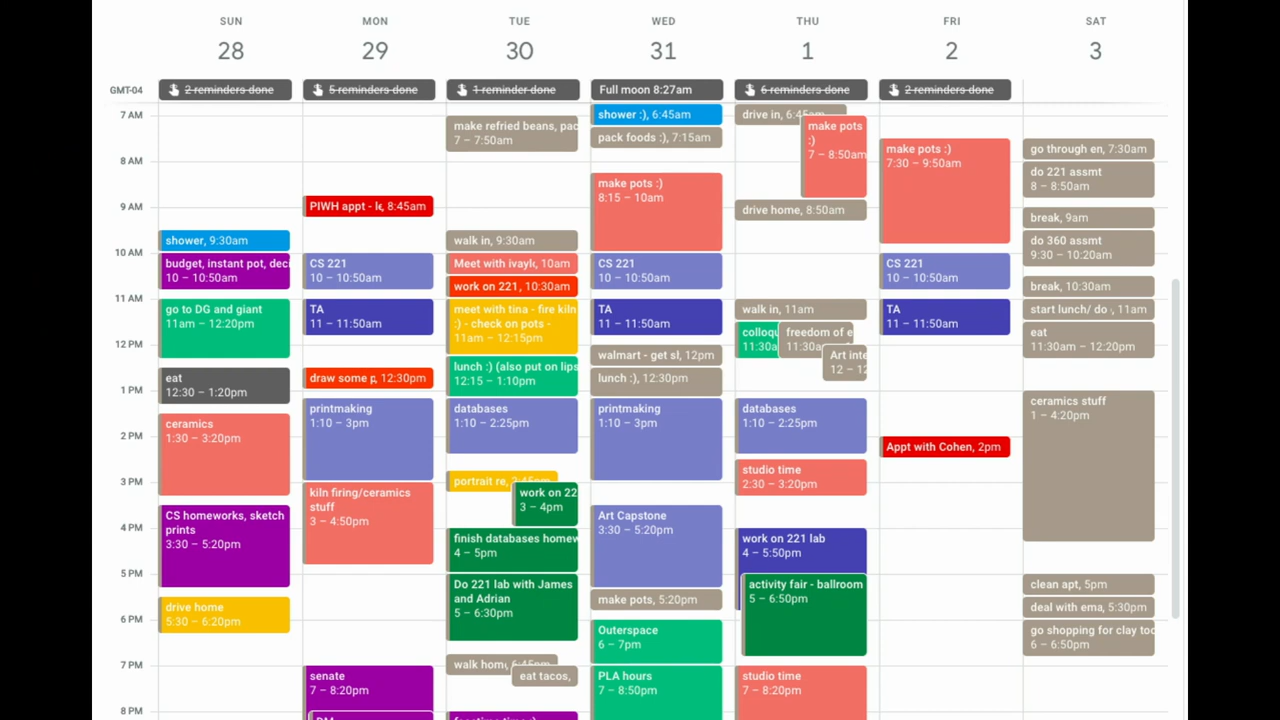 SUN
28
MON
29
TUE
30
WED
31
THU
1
FRI
2
SAT
3
GMT-04
2 reminders done
5 reminders done
1 reminder done
Full moon 8:27am
6 reminders done
2 reminders done
7 AM
8 AM
9 AM
10 AM
11 AM
12 PM
1 PM
2 PM
3 PM
4 PM
5 PM
6 PM
7 PM
8 PM
shower, 9:30am
budget, instant pot, deci
10 – 10:50am
go to DG and giant
11am – 12:20pm
eat
12:30 – 1:20pm
ceramics
1:30 – 3:20pm
CS homeworks, sketch
prints
3:30 – 5:20pm
drive home
5:30 – 6:20pm
PIWH appt - le, 8:45am
CS 221
10 – 10:50am
TA
11 – 11:50am
draw some p, 12:30pm
printmaking
1:10 – 3pm
kiln firing/ceramics
stuff
3 – 4:50pm
senate
7 – 8:20pm
make refried beans, pac
7 – 7:50am
walk in, 9:30am
Meet with ivayl, 10am
work on 221, 10:30am
meet with tina - fire kiln
:) - check on pots -
11am – 12:15pm
lunch :) (also put on lips
12:15 – 1:10pm
databases
1:10 – 2:25pm
portrait re, 2:45pm
work on 22
3 – 4pm
finish databases homew
4 – 5pm
Do 221 lab with James
and Adrian
5 – 6:30pm
walk home, 6:45pm
eat tacos,
shower :), 6:45am
pack foods :), 7:15am
make pots :)
8:15 – 10am
CS 221
10 – 10:50am
TA
11 – 11:50am
walmart - get sl, 12pm
lunch :), 12:30pm
printmaking
1:10 – 3pm
Art Capstone
3:30 – 5:20pm
make pots, 5:20pm
Outerspace
6 – 7pm
PLA hours
7 – 8:50pm
drive in, 6:45am
make pots
:)
7 – 8:50am
drive home, 8:50am
walk in, 11am
colloqu
11:30a
freedom of e
11:30a
Art inte
12 – 12
databases
1:10 – 2:25pm
studio time
2:30 – 3:20pm
work on 221 lab
4 – 5:50pm
activity fair - ballroom
5 – 6:50pm
studio time
7 – 8:20pm
make pots :)
7:30 – 9:50am
CS 221
10 – 10:50am
TA
11 – 11:50am
Appt with Cohen, 2pm
go through en, 7:30am
do 221 assmt
8 – 8:50am
break, 9am
do 360 assmt
9:30 – 10:20am
break, 10:30am
start lunch/ do , 11am
eat
11:30am – 12:20pm
ceramics stuff
1 – 4:20pm
clean apt, 5pm
deal with ema, 5:30pm
go shopping for clay too
6 – 6:50pm